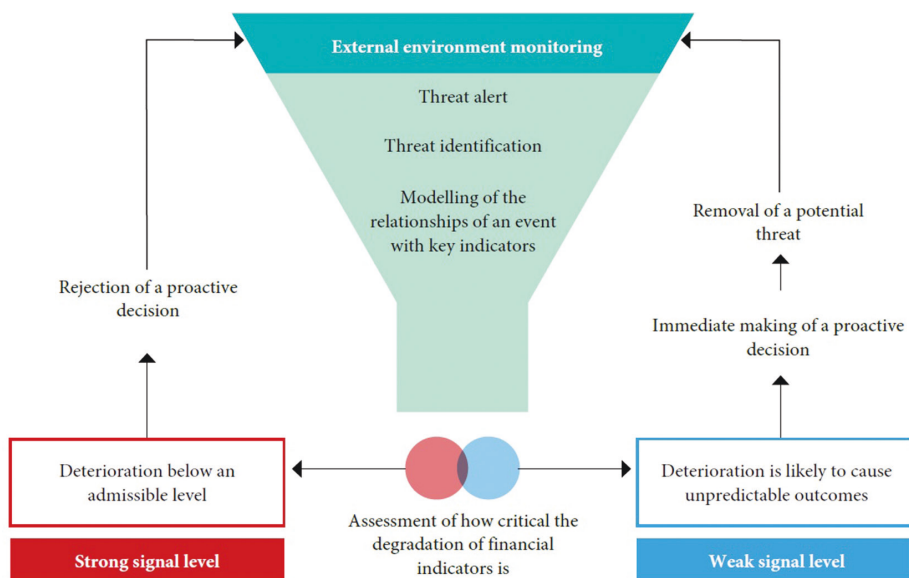 External environment monitoring
Threat alert
Threat identification
Modelling of the
relationships of an event
with key indicators
Rejection of a proactive
decision
Removal of a potential
threat
Immediate making of a proactive
decision
Deterioration below an
admissible level
Strong signal level
Assessment of how critical the
degradation of financial
indicators is
Deterioration is likely to cause
unpredictable outcomes
Weak signal level